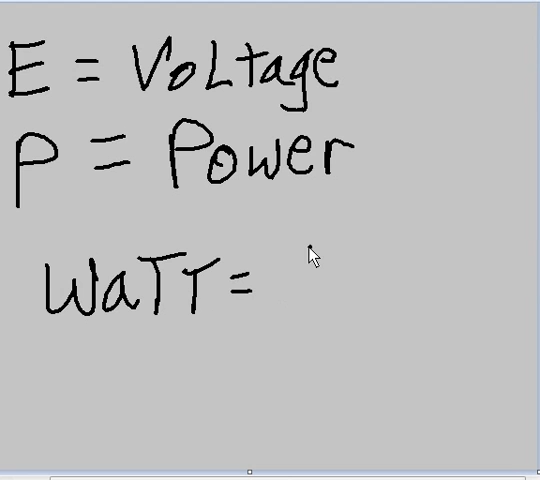 E = Voltage
P = Power
WaTT =